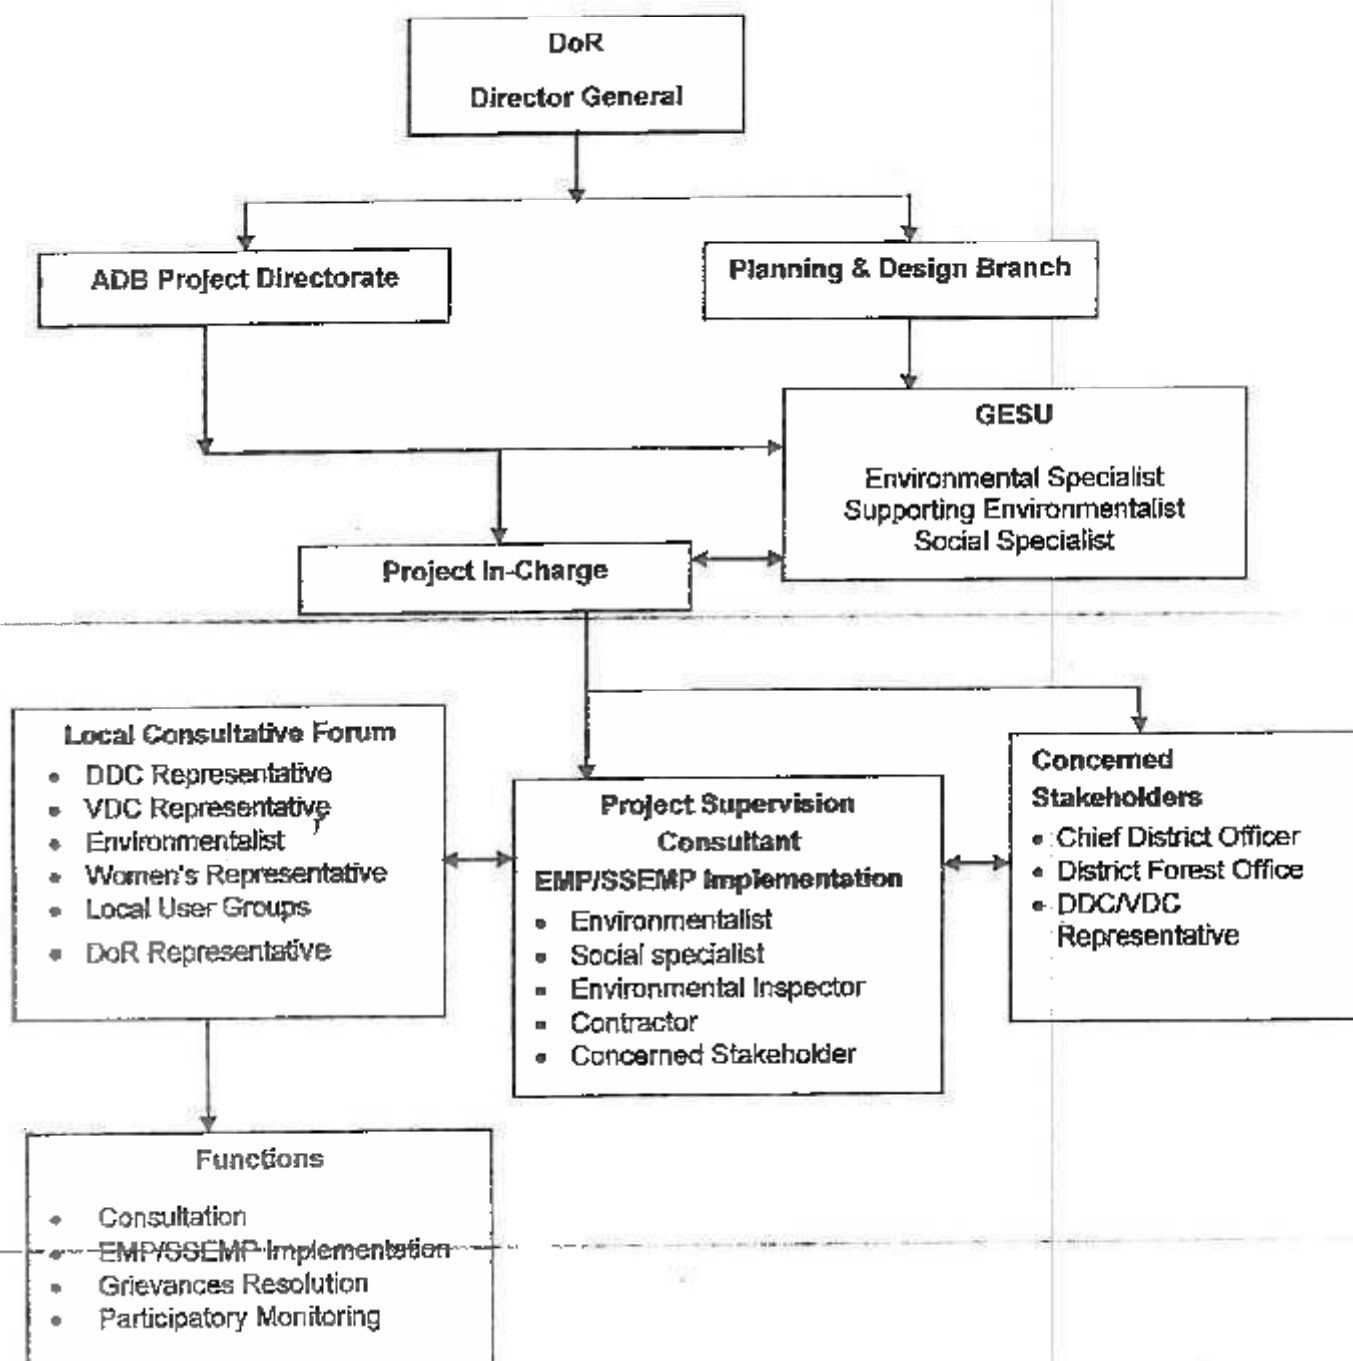 DoR
Director General
ADB Project Directorate
Planning & Design Branch
GESU
Environmental Specialist
Supporting Environmentalist
Social Specialist
Project In-Charge
Local Consultative Forum
• DDC Representative
• VDC Representative
• Environmentalist
• Women's Representative
• Local User Groups
• DoR Representative
Project Supervision
Consultant
EMP/SSEMP Implementation
• Environmentalist
• Social specialist
• Environmental Inspector
• Contractor
• Concerned Stakeholder
Concerned
Stakeholders
• Chief District Officer
• District Forest Office
• DDC/VDC
Representative
Functions
• Consultation
• EMP/SSEMP Implementation
• Grievances Resolution
• Participatory Monitoring